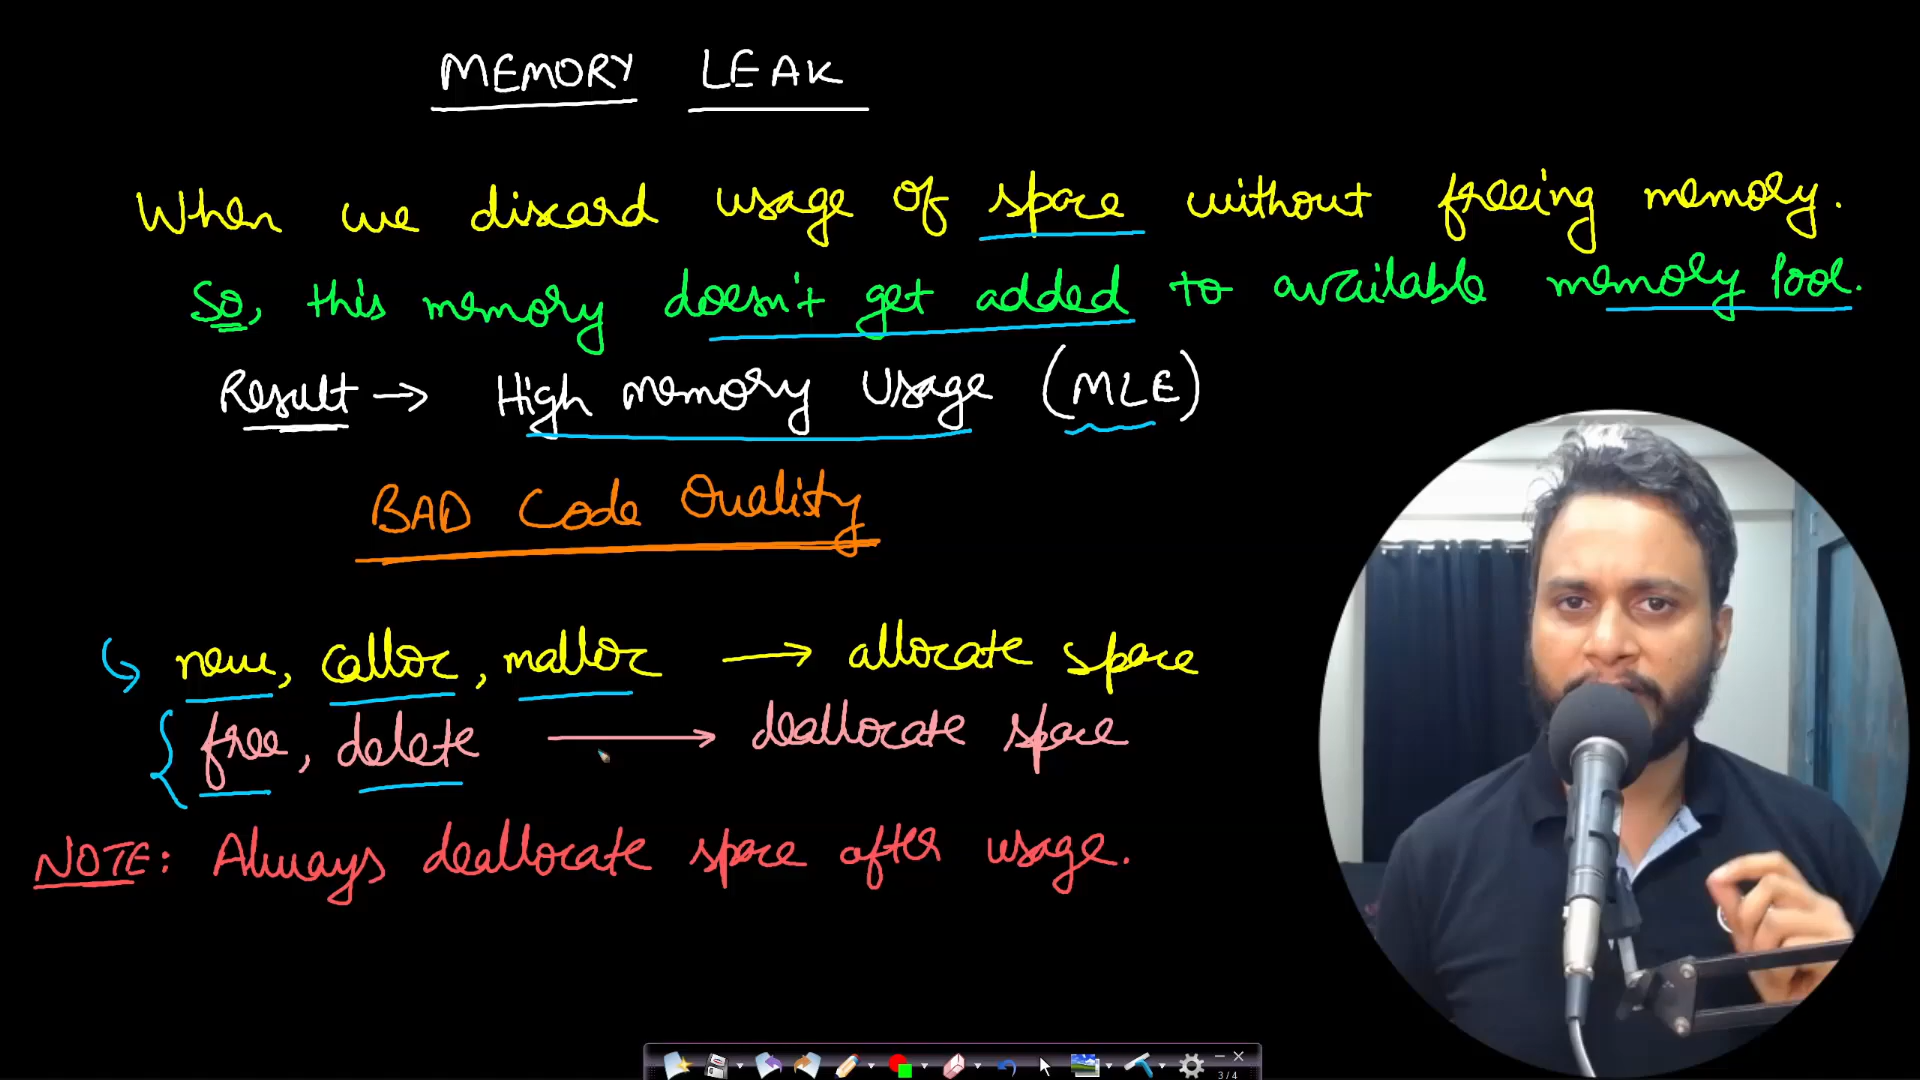 MEMORY LEAK
When we discard usage of space without freeing memory.
So, this memory doesn't get added to available memory Pool.
Result → High memory Usage (MLE)
BAD Code Quality
new, calloc, malloc → allocate space
free, delete → deallocate space
NOTE: Always deallocate space after usage.
3/4